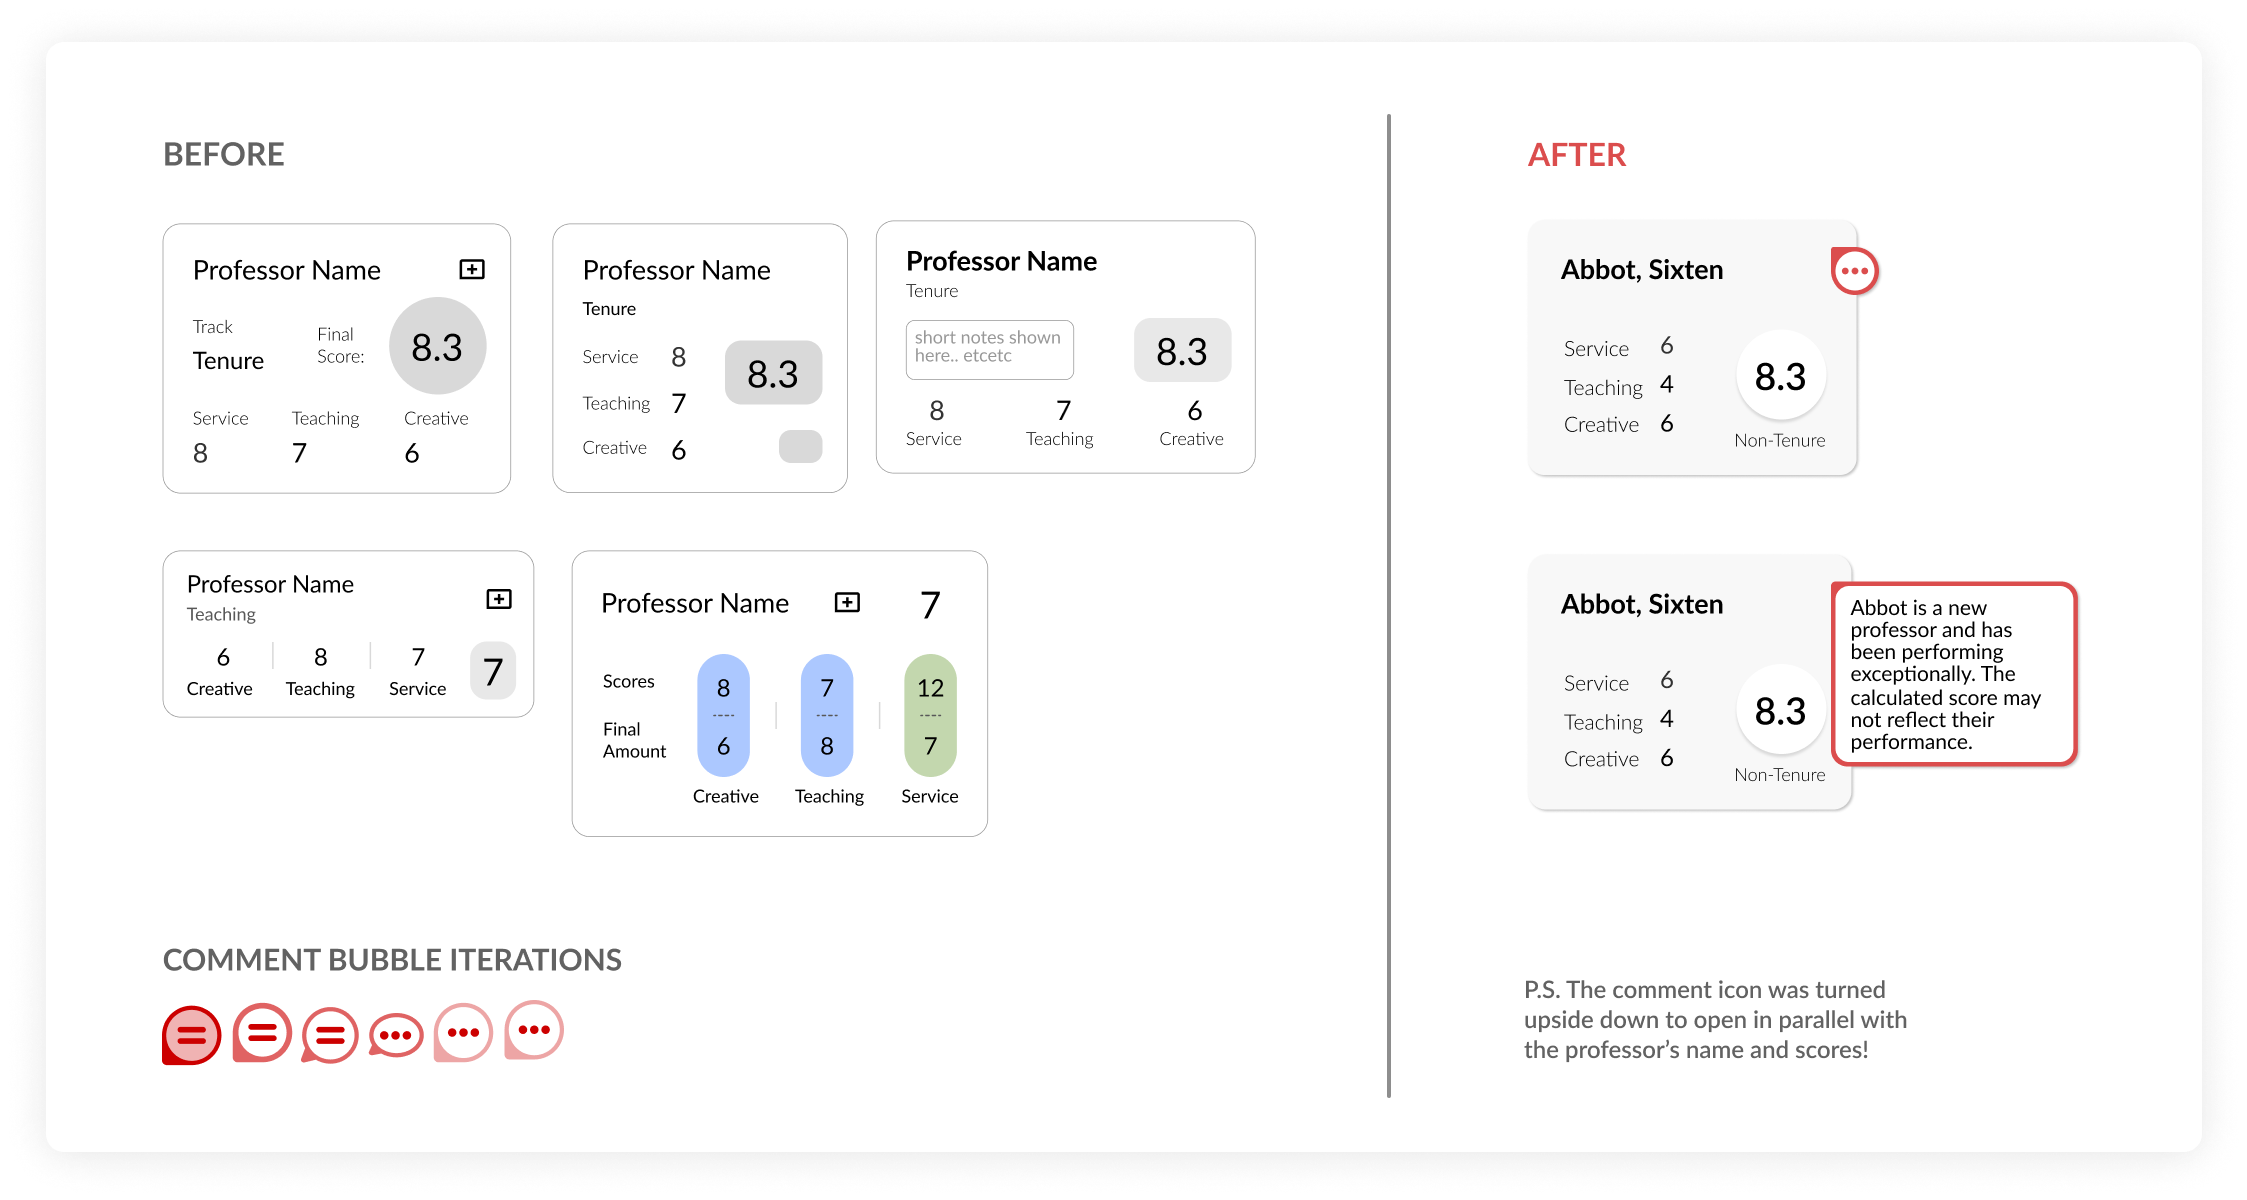 BEFORE
Professor Name
Track
Tenure
Final
Score:
8.3
Service
Teaching
Creative
8
7
6
Professor Name
Tenure
Service 8
Teaching 7
Creative 6
8.3
Professor Name
Tenure
short notes shown
here.. etcetc
8.3
8
7
6
Service
Teaching
Creative
Professor Name
Teaching
6
8
7
Creative
Teaching
Service
7
Professor Name
7
Scores
8
7
12
Final
Amount
6
8
7
Creative
Teaching
Service
COMMENT BUBBLE ITERATIONS
AFTER
Abbot, Sixten
Service 6
Teaching 4
Creative 6
8.3
Non-Tenure
Abbot, Sixten
Service 6
Teaching 4
Creative 6
8.3
Non-Tenure
Abbot is a new
professor and has
been performing
exceptionally. The
calculated score may
not reflect their
performance.
P.S. The comment icon was turned
upside down to open in parallel with
the professor's name and scores!